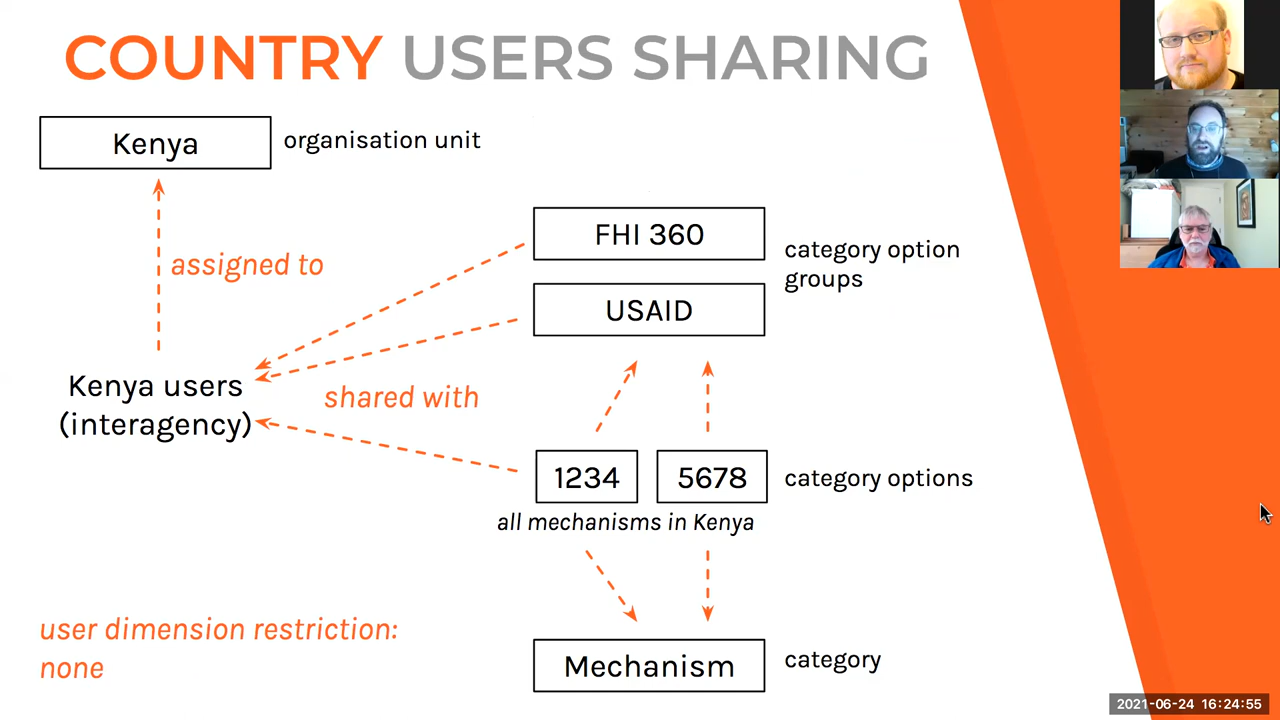 COUNTRY USERS SHARING
Kenya
organisation unit
assigned to
FHI 360
category option
groups
USAID
Kenya users
(interagency)
shared with
1234
5678
category options
all mechanisms in Kenya
user dimension restriction:
none
Mechanism
category
2021-06-24 16:24:55